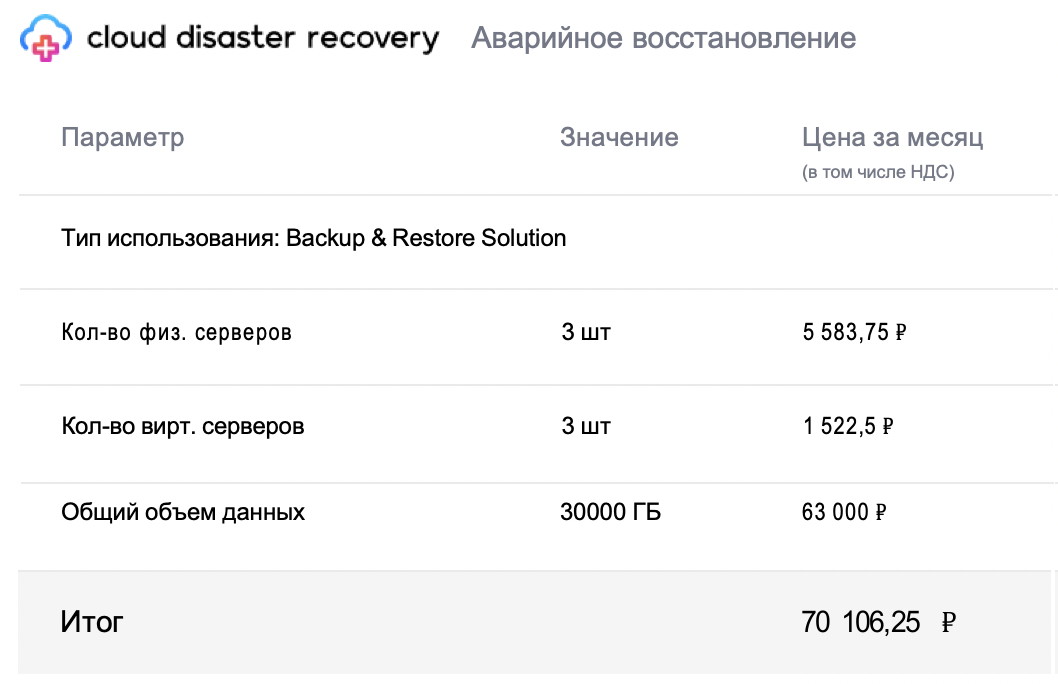 cloud disaster recovery Аварийное восстановление
Параметр Значение Цена за месяц
(в том числе НДС)
Тип использования: Backup & Restore Solution
Кол-во физ. серверов 3 шт 5 583,75 ₽
Кол-во вирт. серверов 3 шт 1 522,5 ₽
Общий объем данных 30000 ГБ 63 000 ₽
Итог 70 106,25 ₽